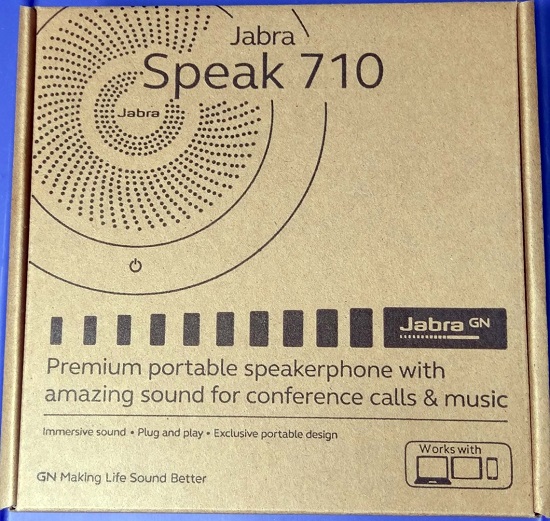 Jabra
Speak 710
Jabra
Jabra GN
Premium portable speakerphone with
amazing sound for conference calls & music
Immersive sound • Plug and play • Exclusive portable design
Works with
GN Making Life Sound Better